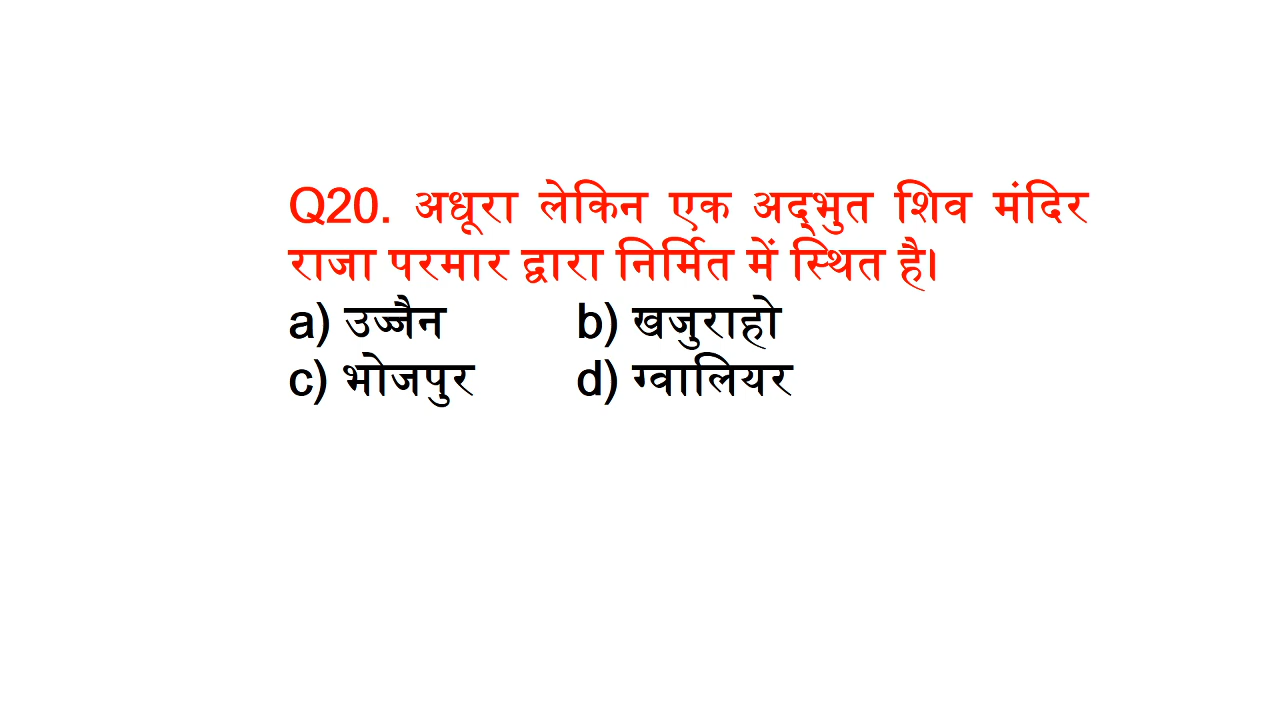 Q20. अधूरा लेकिन एक अद्भुत शिव मंदिर
राजा परमार द्वारा निर्मित में स्थित है।
a) उज्जैन b) खजुराहो
c) भोजपुर d) ग्वालियर